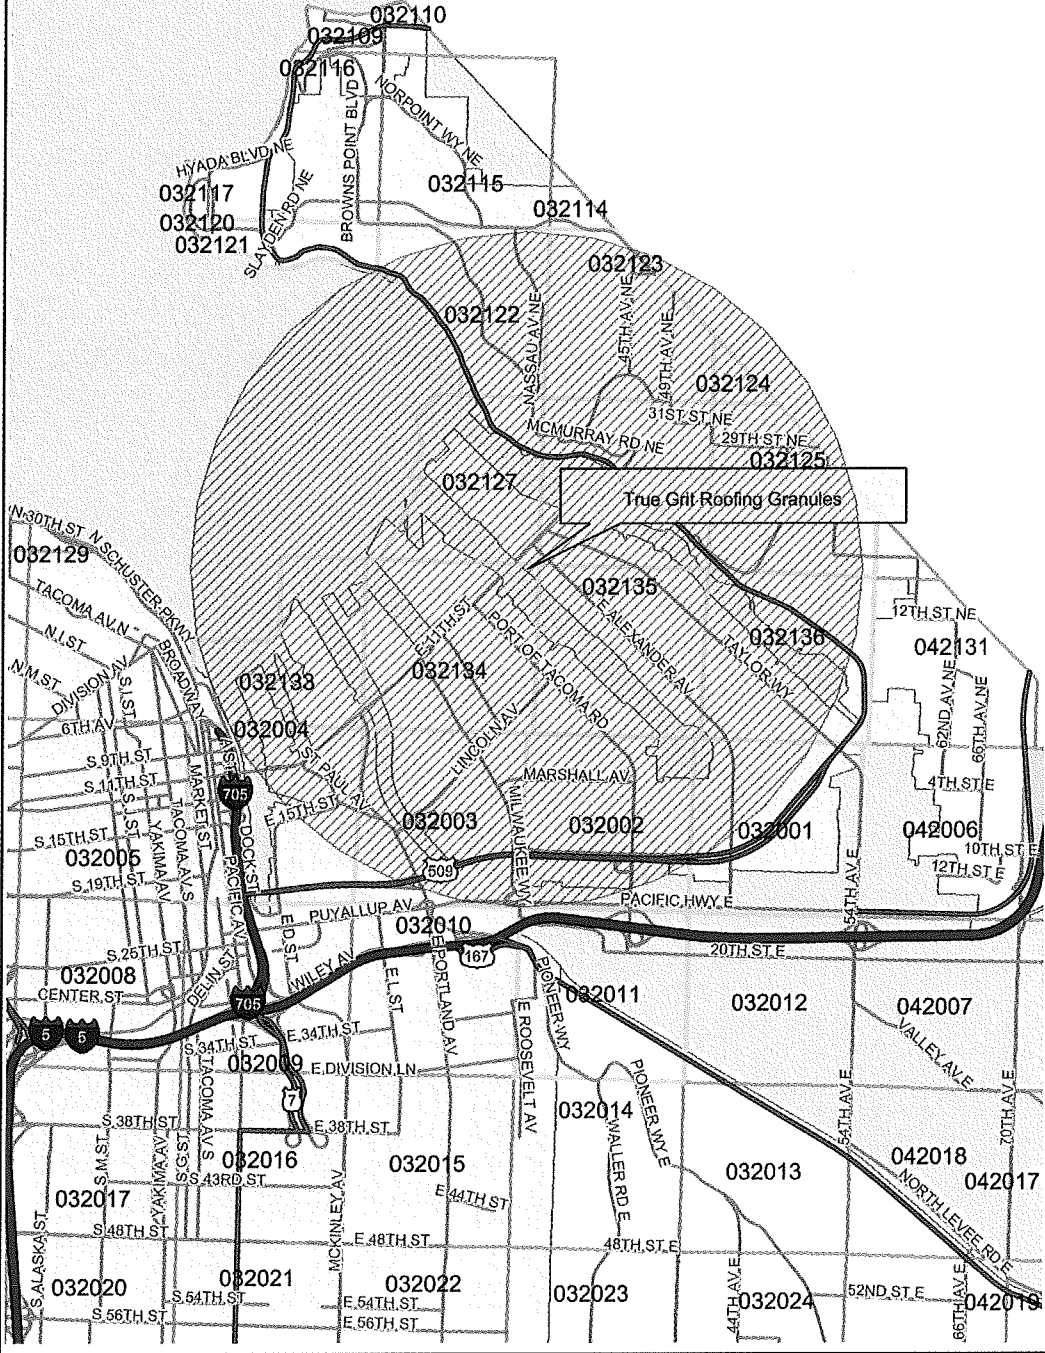 032110
032109
032116
NORPOINT WY NE
BROWNS POINT BLVD
HYADA BLVD NE
032117
032115
SLAYDEN RD NE
032120
032114
032121
032123
032122
NASSAU AV NE
45TH AV NE
49TH AV NE
032124
31ST ST NE
MCMURRAY RD NE
29TH ST NE
032125
032127
True Grit Roofing Granules
N 30TH ST
N SCHUSTER PKWY
032129
032135
TACOMA AV N
E 11TH ST
E ALEXANDER AV
12TH ST NE
N I ST
BROADWAY
PORT OF TACOMA RD
TAYLOR WY
032136
042131
N M ST
DIVISION AV
S I ST
032133
032134
62ND AV NE
66TH AV NE
6TH AV
032004
LINCOLN AV
A ST
S 9TH ST
ST PAUL AV
MARSHALL AV
4TH ST E
S 11TH ST
705
MARKET ST
S J ST
E 15TH ST
MILWAUKEE WY
S 15TH ST
YAKIMA AV
TACOMA AV S
DOCK ST
032003
032002
032001
042006
032005
PACIFIC AV
10TH ST E
12TH ST E
S 19TH ST
509
54TH AV E
PACIFIC HWY E
PUYALLUP AV
032010
E D ST
S 25TH ST
20TH ST E
167
032008
DELIN ST
WILEY AV
E L ST
E PORTLAND AV
PIONEER WY
CENTER ST
705
032011
032012
042007
5
5
E 34TH ST
E ROOSEVELT AV
VALLEY AV E
S 34TH ST
032009
E DIVISION LN
7
PIONEER WY E
54TH AV E
70TH AV E
S 38TH ST
E 38TH ST
032014
WALLER RD E
S M ST
YAKIMA AV
S G ST
TACOMA AV S
032016
032015
032013
042018
S 43RD ST
042017
032017
MCKINLEY AV
E 44TH ST
NORTH LEVEE RD E
S 48TH ST
E 48TH ST
48TH ST E
S ALASKA ST
032020
032021
032022
032023
44TH AV E
032024
52ND ST E
66TH AV E
042019
S 54TH ST
E 54TH ST
S 56TH ST
E 56TH ST